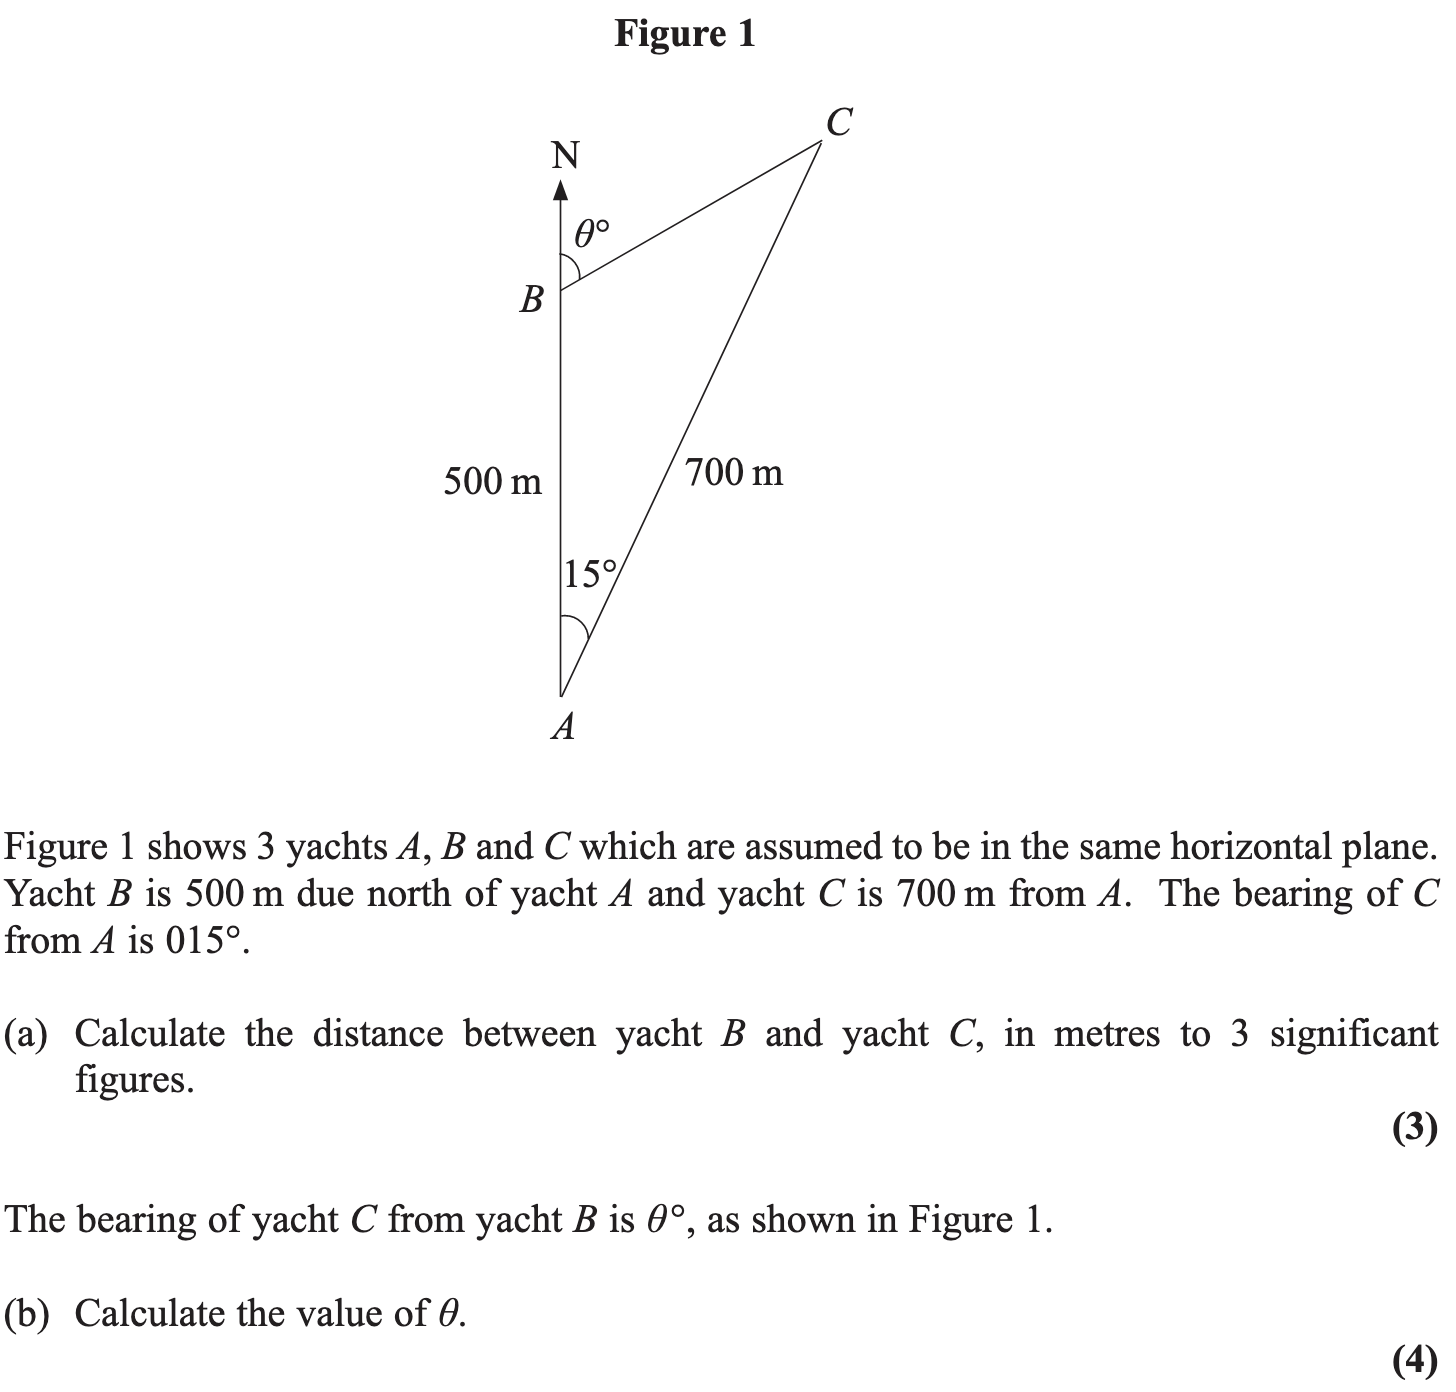 Figure 1
C
N
θ°
B
500 m
700 m
15°
A
Figure 1 shows 3 yachts A, B and C which are assumed to be in the same horizontal plane.
Yacht B is 500 m due north of yacht A and yacht C is 700 m from A. The bearing of C
from A is 015°.
(a) Calculate the distance between yacht B and yacht C, in metres to 3 significant
figures.
(3)
The bearing of yacht C from yacht B is θ°, as shown in Figure 1.
(b) Calculate the value of θ.
(4)